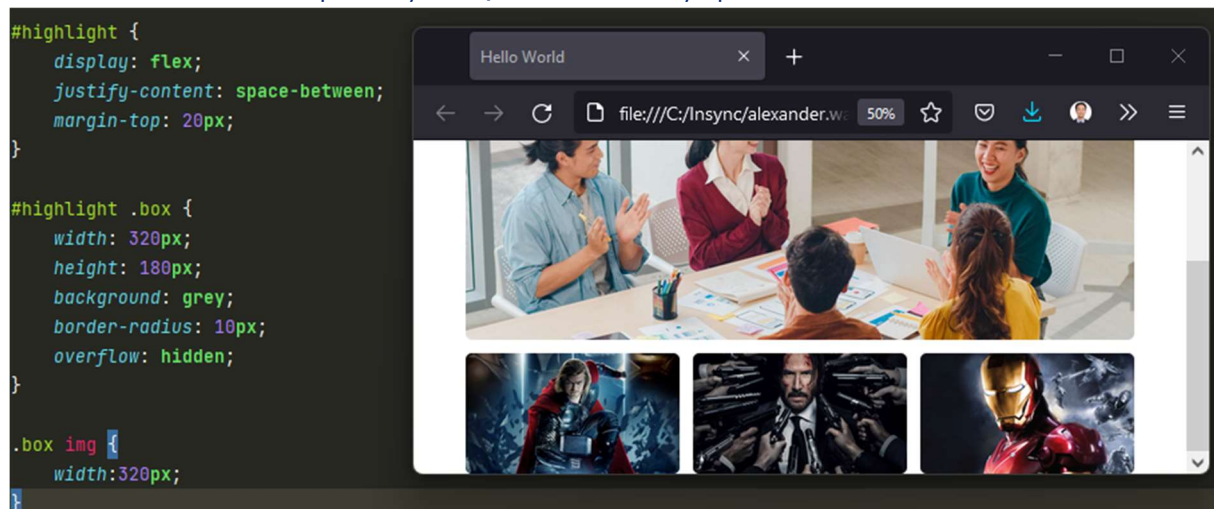 #highlight {
display: flex;
justify-content: space-between;
margin-top: 20px;
}
#highlight .box {
width: 320px;
height: 180px;
background: grey;
border-radius: 10px;
overflow: hidden;
}
.box img {
width:320px;
}
Hello World
file:///C:/Insync/alexander.wa
50%